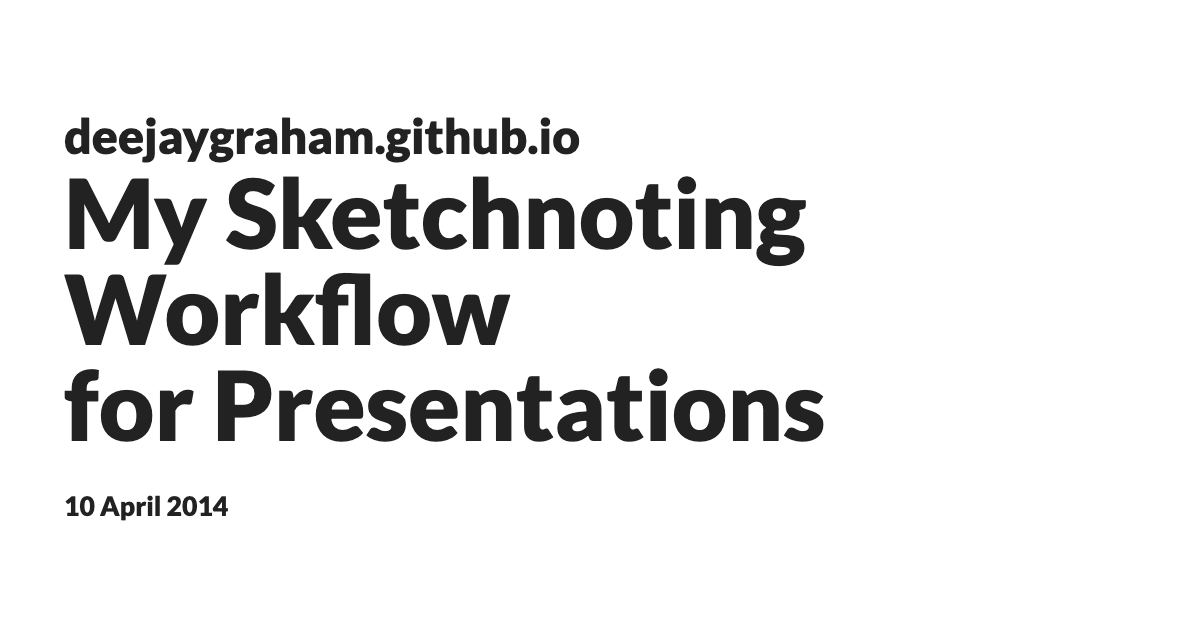 deejaygraham.github.io
My Sketchnoting
Workflow
for Presentations
10 April 2014